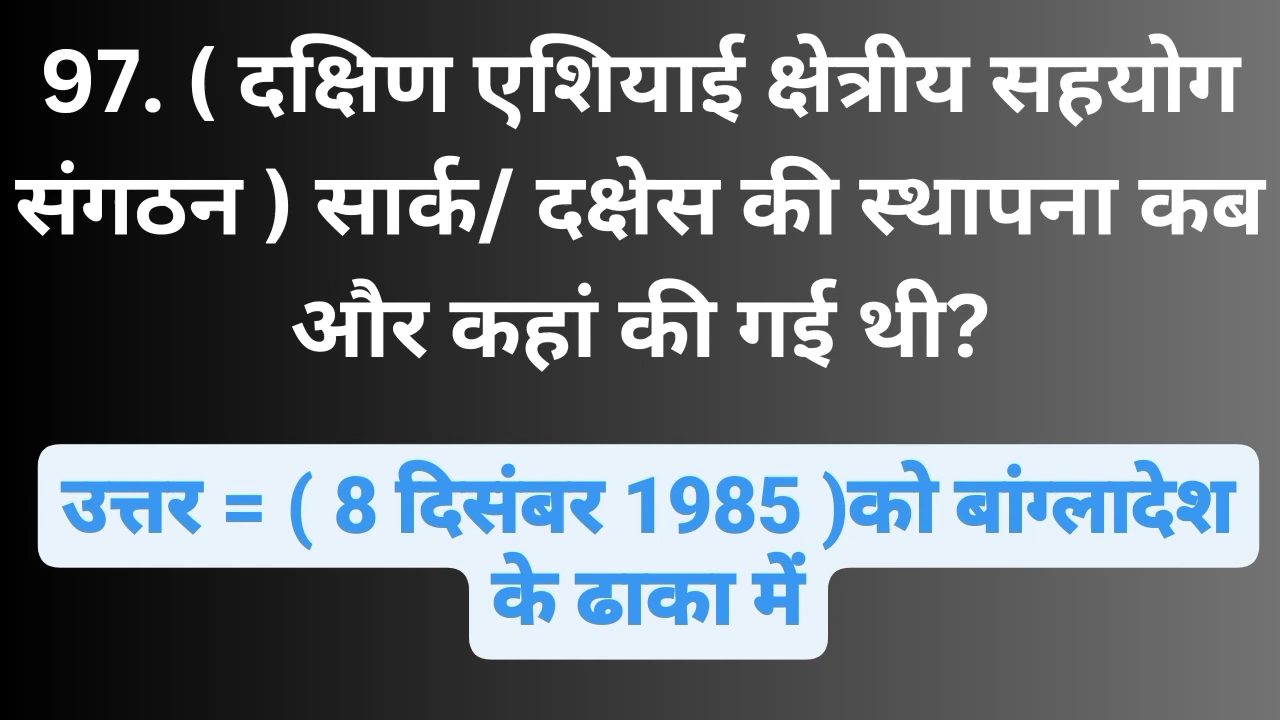 97. ( दक्षिण एशियाई क्षेत्रीय सहयोग
संगठन ) सार्क/ दक्षेस की स्थापना कब
और कहां की गई थी?
उत्तर = ( 8 दिसंबर 1985 )को बांग्लादेश
के ढाका में